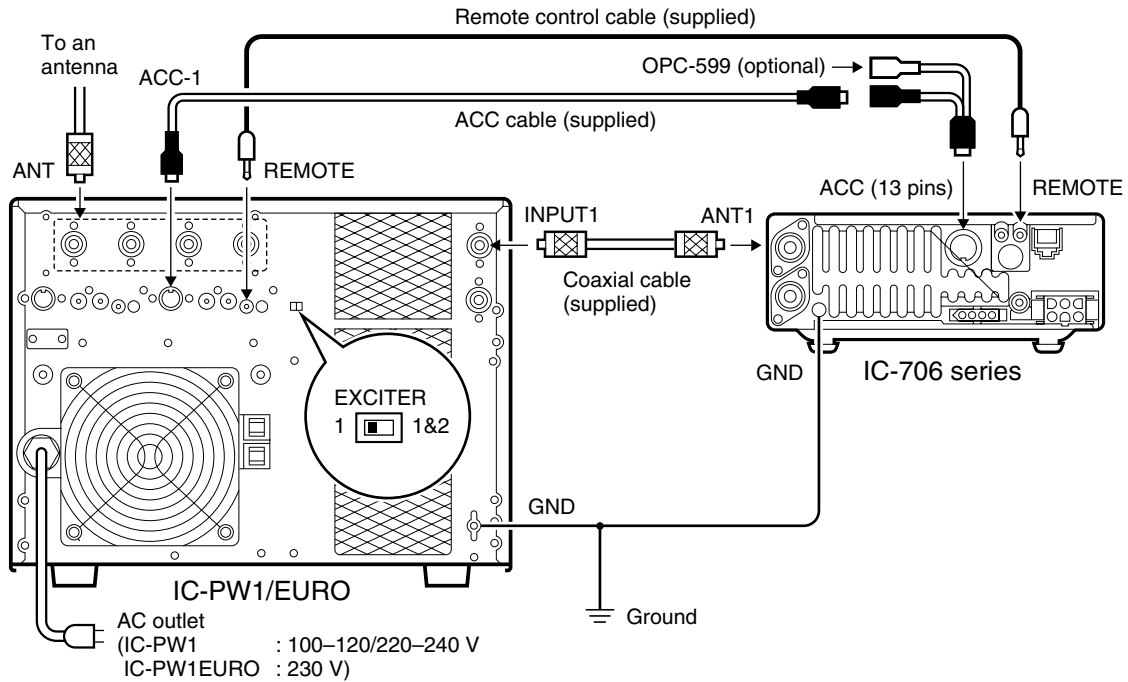 Remote control cable (supplied)
To an
antenna
ACC-1
OPC-599 (optional)
ACC cable (supplied)
ANT
REMOTE
ACC (13 pins)
REMOTE
INPUT1
ANT1
Coaxial cable
(supplied)
GND
IC-706 series
EXCITER
1 1&2
GND
IC-PW1/EURO
Ground
AC outlet
(IC-PW1 : 100–120/220–240 V
IC-PW1EURO : 230 V)